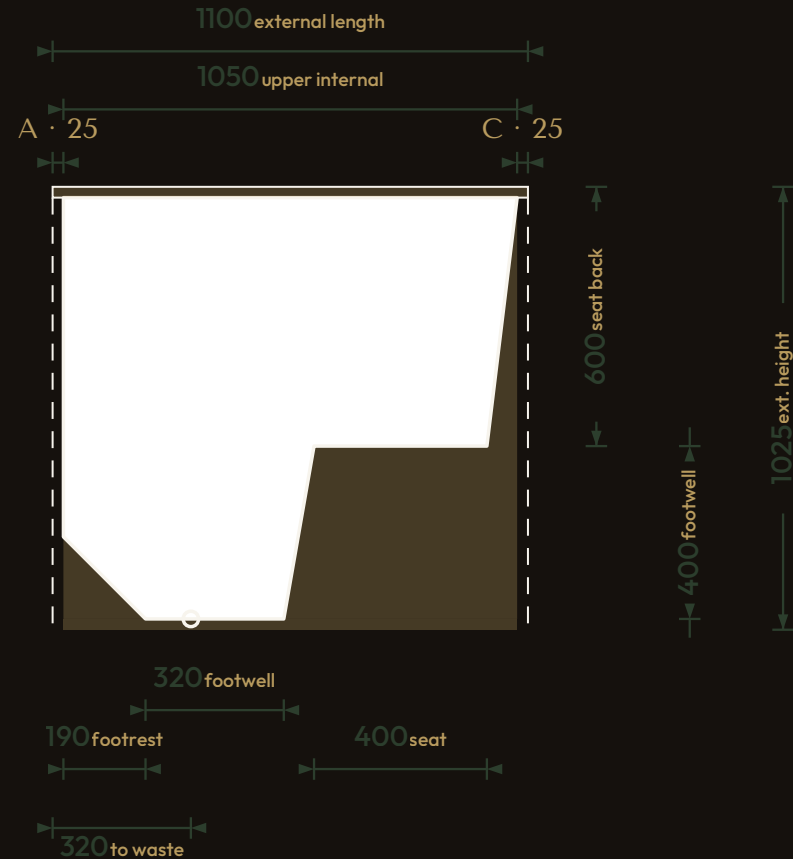 1100 external length
1050 upper internal
A · 25
C · 25
600 seat back
1025 ext. height
400 footwell
320 footwell
190 footrest
400 seat
320 to waste